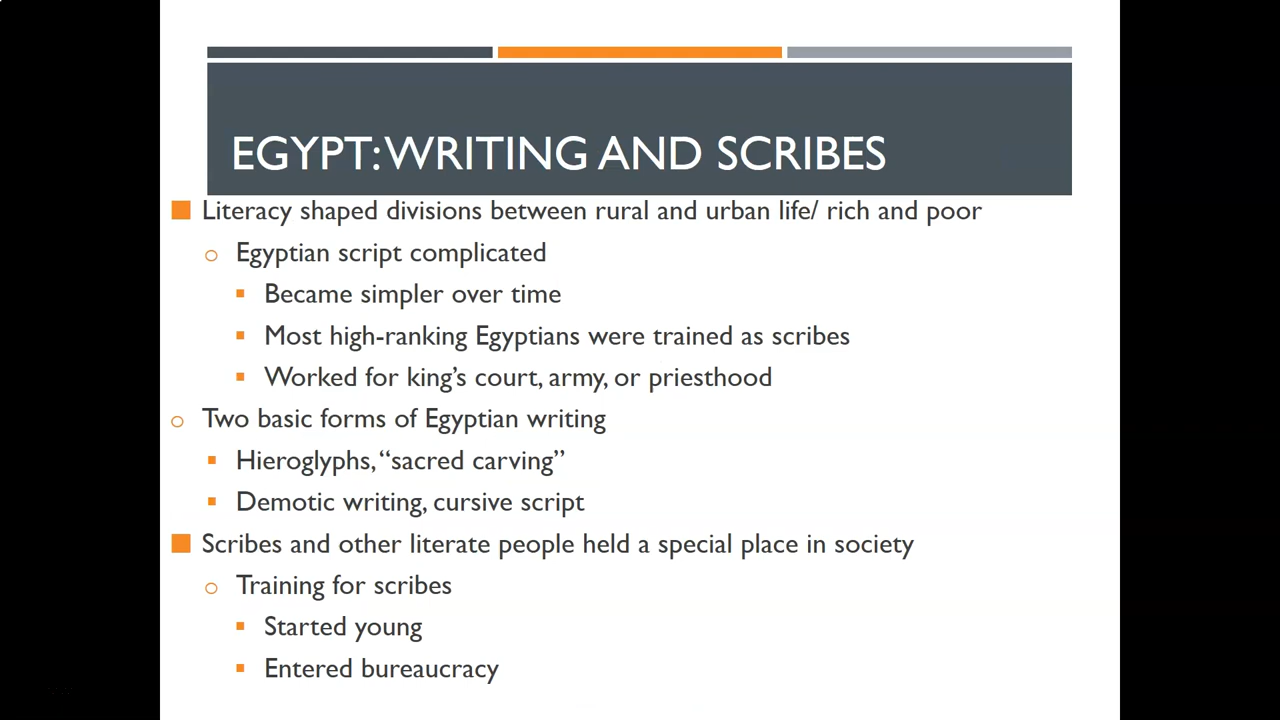 EGYPT: WRITING AND SCRIBES
Literacy shaped divisions between rural and urban life/ rich and poor
Egyptian script complicated
Became simpler over time
Most high-ranking Egyptians were trained as scribes
Worked for king’s court, army, or priesthood
Two basic forms of Egyptian writing
Hieroglyphs, “sacred carving”
Demotic writing, cursive script
Scribes and other literate people held a special place in society
Training for scribes
Started young
Entered bureaucracy